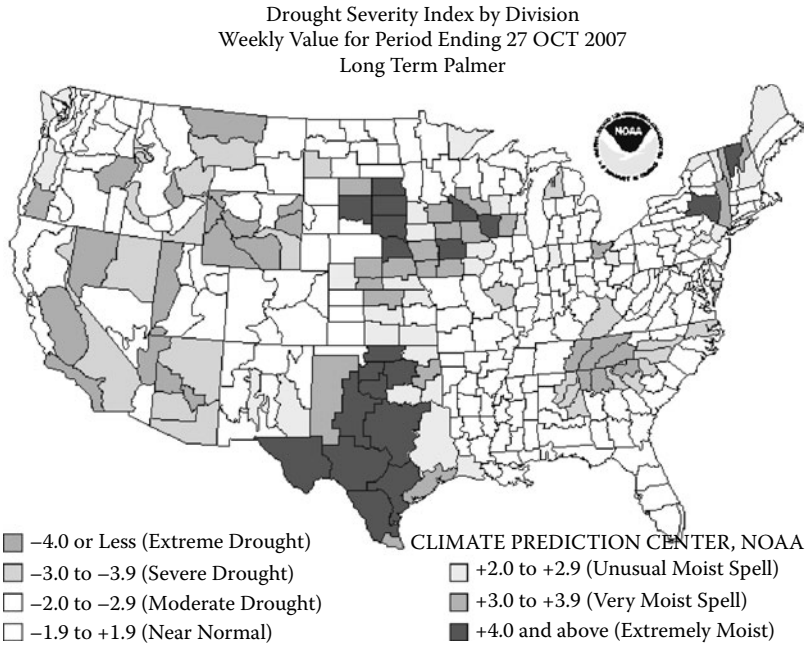 Drought Severity Index by Division
Weekly Value for Period Ending 27 OCT 2007
Long Term Palmer
NOAA
–4.0 or Less (Extreme Drought)
–3.0 to –3.9 (Severe Drought)
–2.0 to –2.9 (Moderate Drought)
–1.9 to +1.9 (Near Normal)
CLIMATE PREDICTION CENTER, NOAA
+2.0 to +2.9 (Unusual Moist Spell)
+3.0 to +3.9 (Very Moist Spell)
+4.0 and above (Extremely Moist)